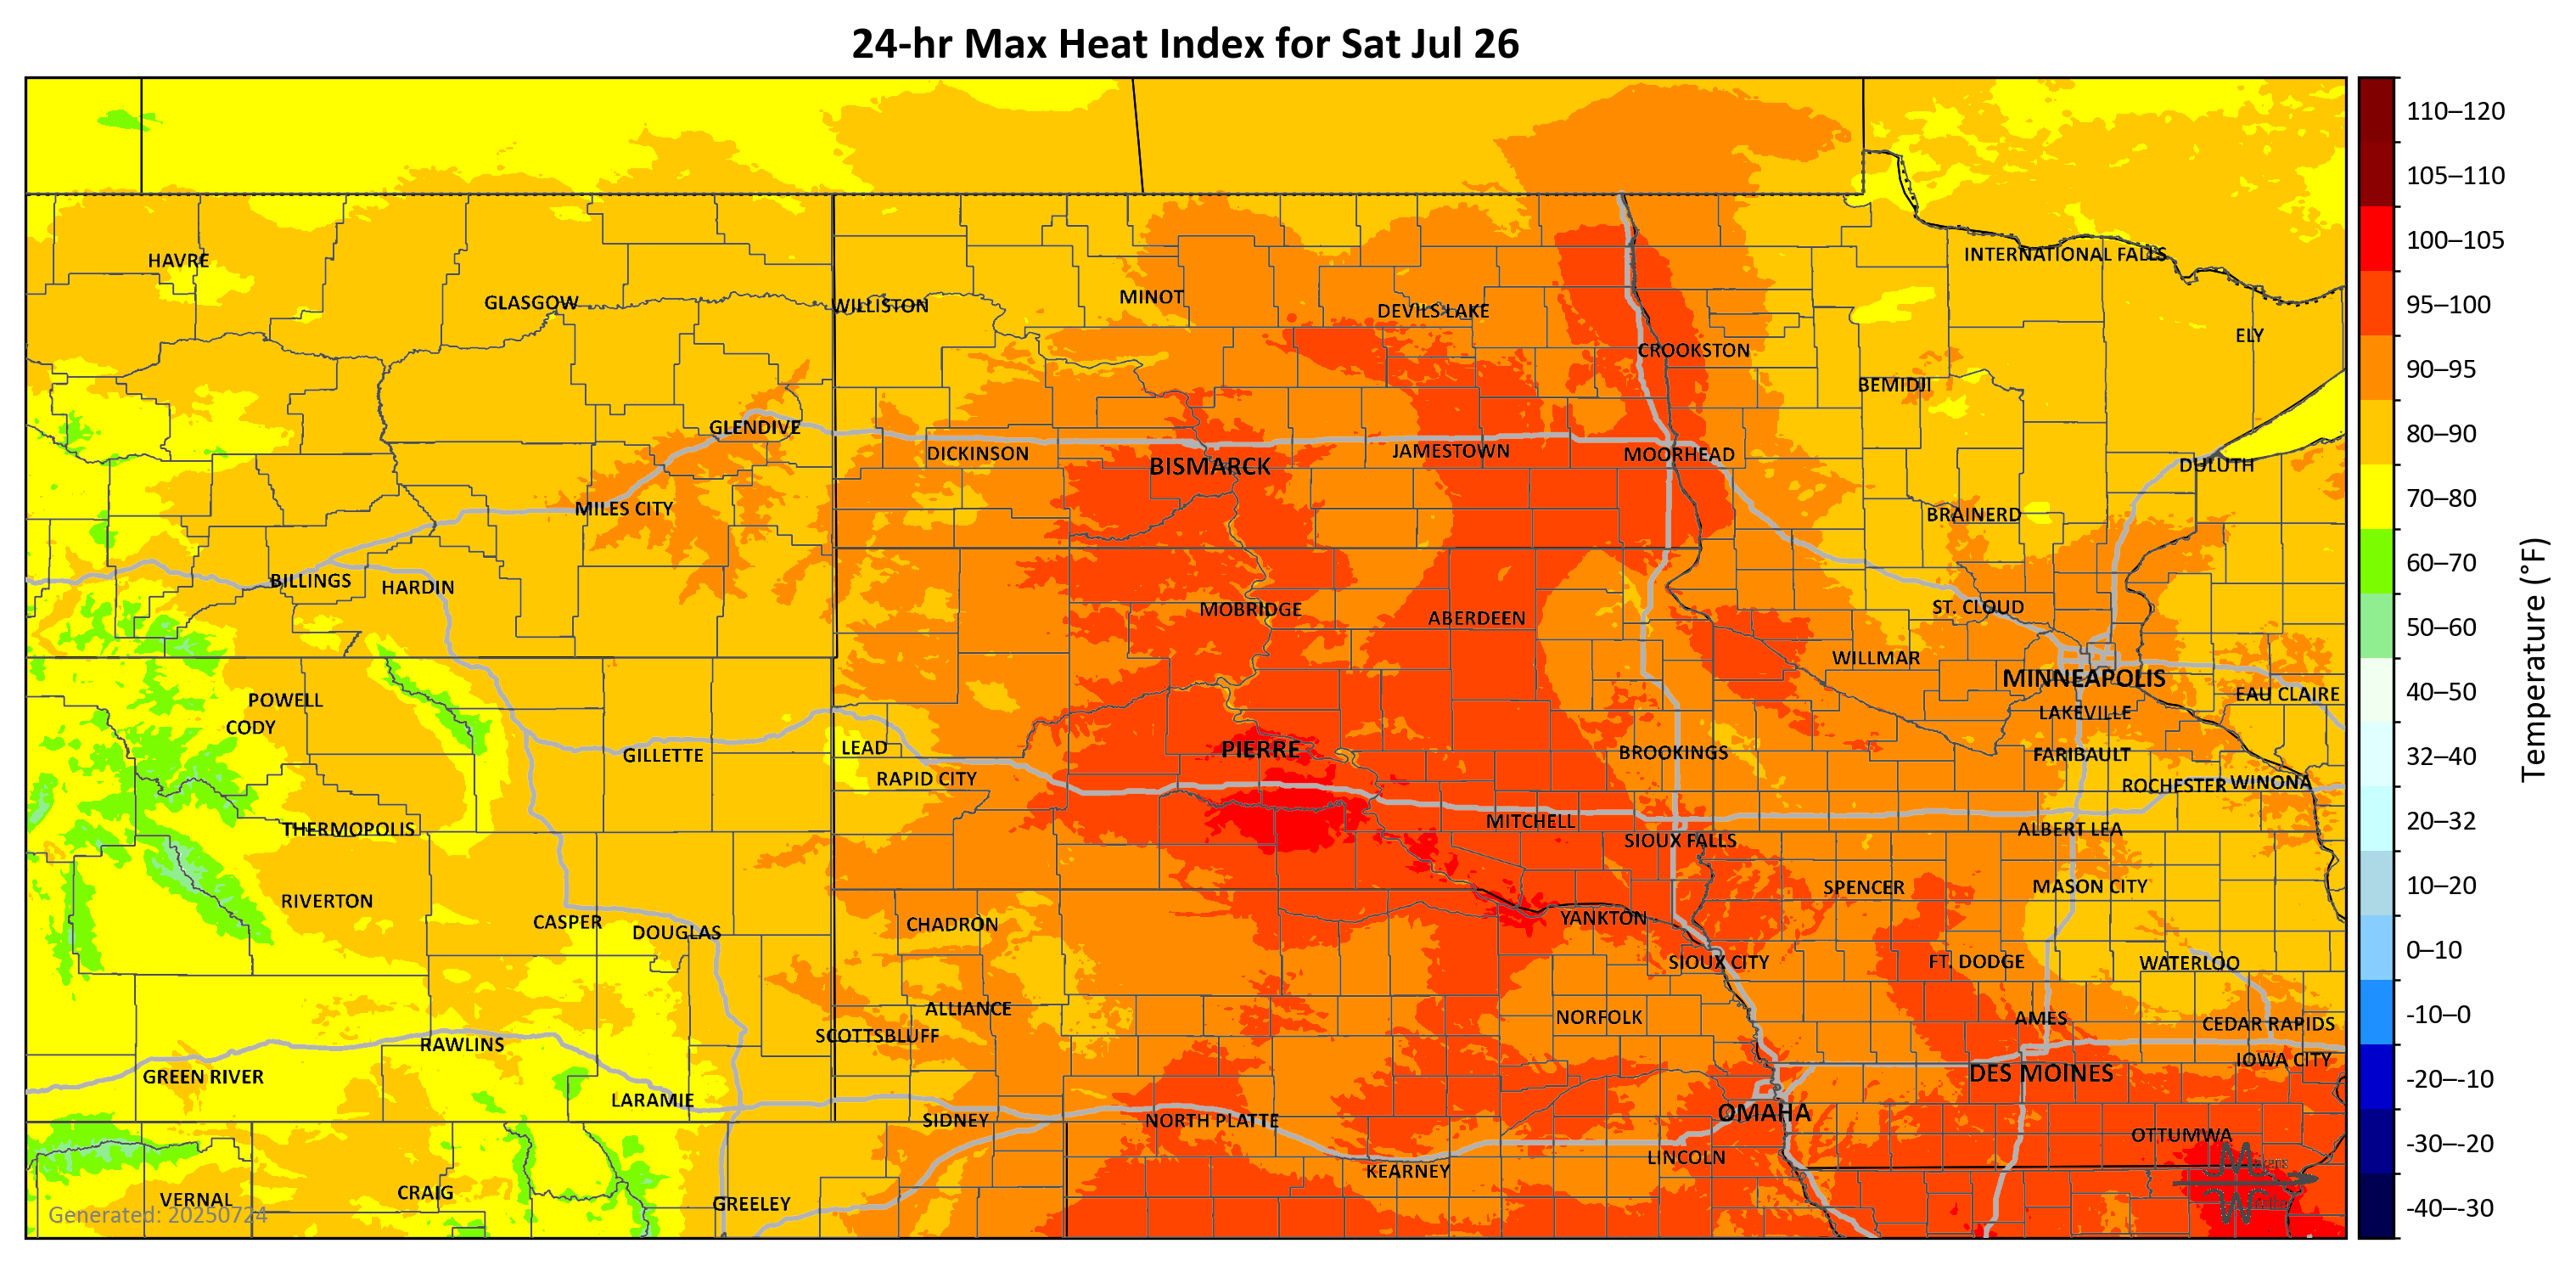 24-hr Max Heat Index for Sat Jul 26
110–120
105–110
100–105
95–100
90–95
80–90
70–80
60–70
50–60
40–50
32–40
20–32
10–20
0–10
-10–0
-20–-10
-30–-20
-40–-30
Temperature (°F)
HAVRE
GLASGOW
WILLISTON
MINOT
DEVILS LAKE
CROOKSTON
INTERNATIONAL FALLS
ELY
BEMIDJI
GLENDIVE
DICKINSON
BISMARCK
JAMESTOWN
MOORHEAD
DULUTH
MILES CITY
BRAINERD
BILLINGS
HARDIN
MOBRIDGE
ABERDEEN
ST. CLOUD
WILLMAR
MINNEAPOLIS
EAU CLAIRE
POWELL
CODY
LAKEVILLE
GILLETTE
LEAD
RAPID CITY
PIERRE
BROOKINGS
FARIBAULT
ROCHESTER
WINONA
THERMOPOLIS
MITCHELL
SIOUX FALLS
ALBERT LEA
RIVERTON
CASPER
DOUGLAS
CHADRON
YANKTON
SPENCER
MASON CITY
SIOUX CITY
FT. DODGE
WATERLOO
ALLIANCE
SCOTTSBLUFF
NORFOLK
AMES
CEDAR RAPIDS
RAWLINS
GREEN RIVER
LARAMIE
SIDNEY
NORTH PLATTE
OMAHA
DES MOINES
IOWA CITY
OTTUMWA
KEARNEY
LINCOLN
VERNAL
CRAIG
GREELEY
Generated: 20250724